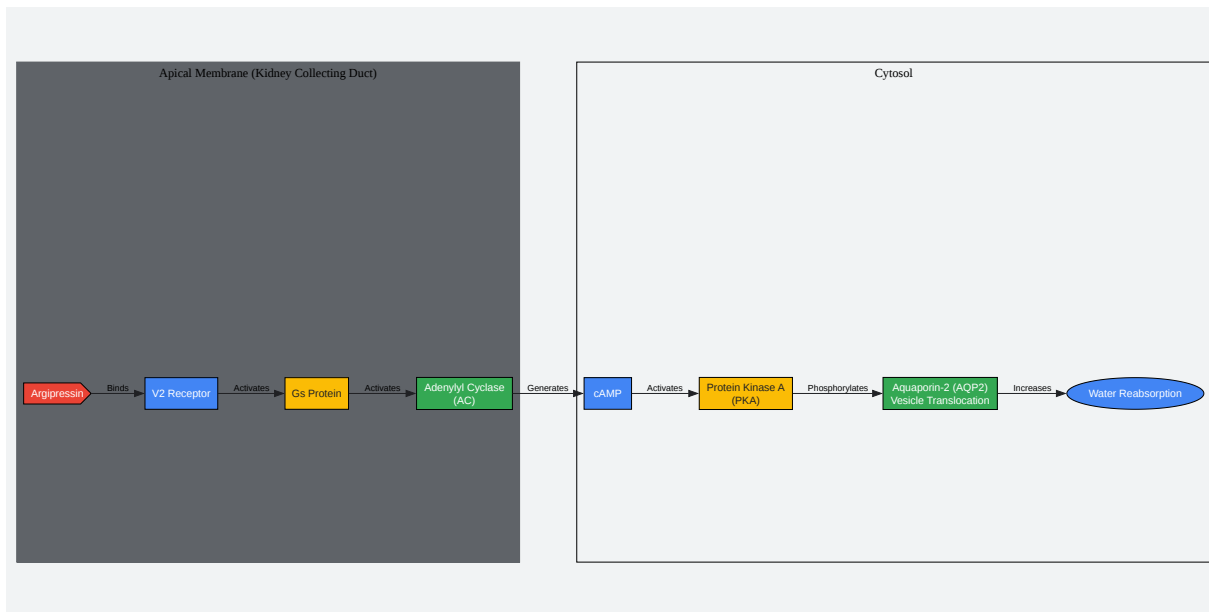 Apical Membrane (Kidney Collecting Duct)
Cytosol
Argipressin
Binds
V2 Receptor
Activates
Gs Protein
Activates
Adenylyl Cyclase
(AC)
Generates
cAMP
Activates
Protein Kinase A
(PKA)
Phosphorylates
Aquaporin-2 (AQP2)
Vesicle Translocation
Increases
Water Reabsorption